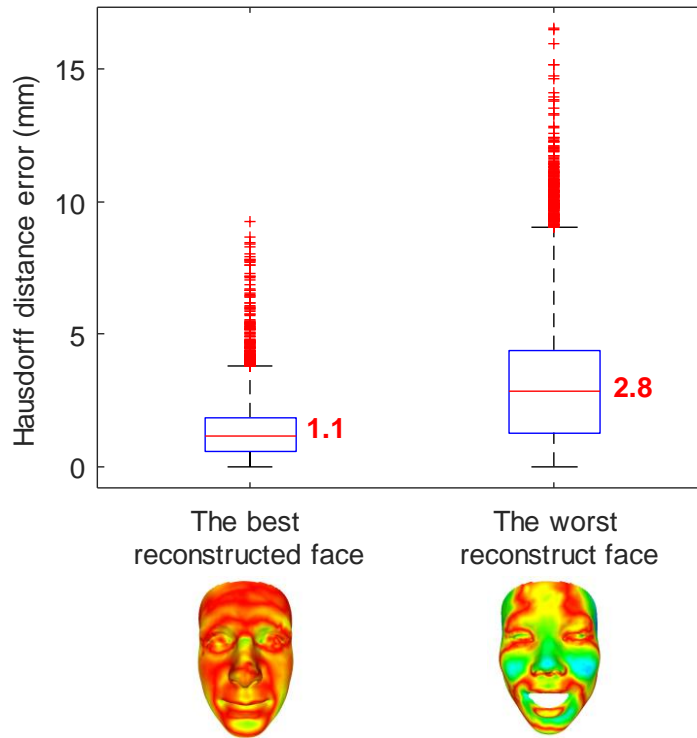 Hausdorff distance error (mm)
15
10
5
0
1.1
2.8
The best
reconstructed face
The worst
reconstruct face